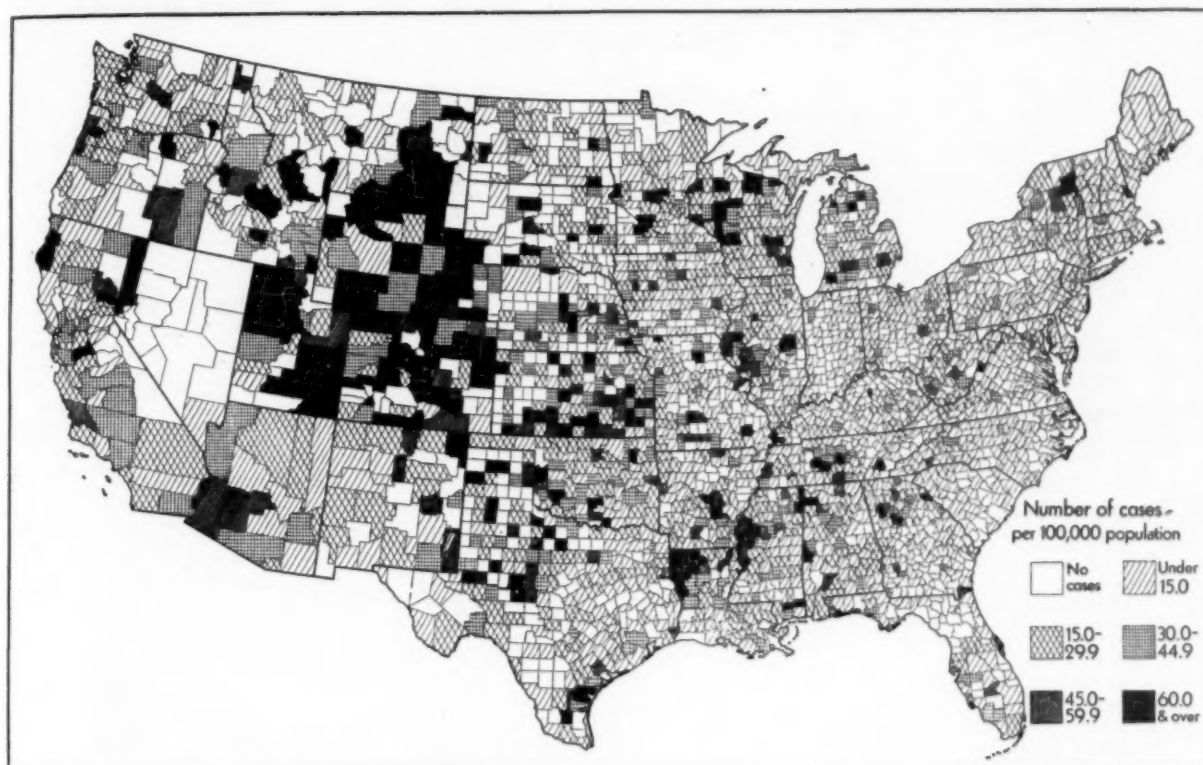 Number of cases
per 100,000 population
No
cases
Under
15.0
15.0-
29.9
30.0-
44.9
45.0-
59.9
60.0
& over